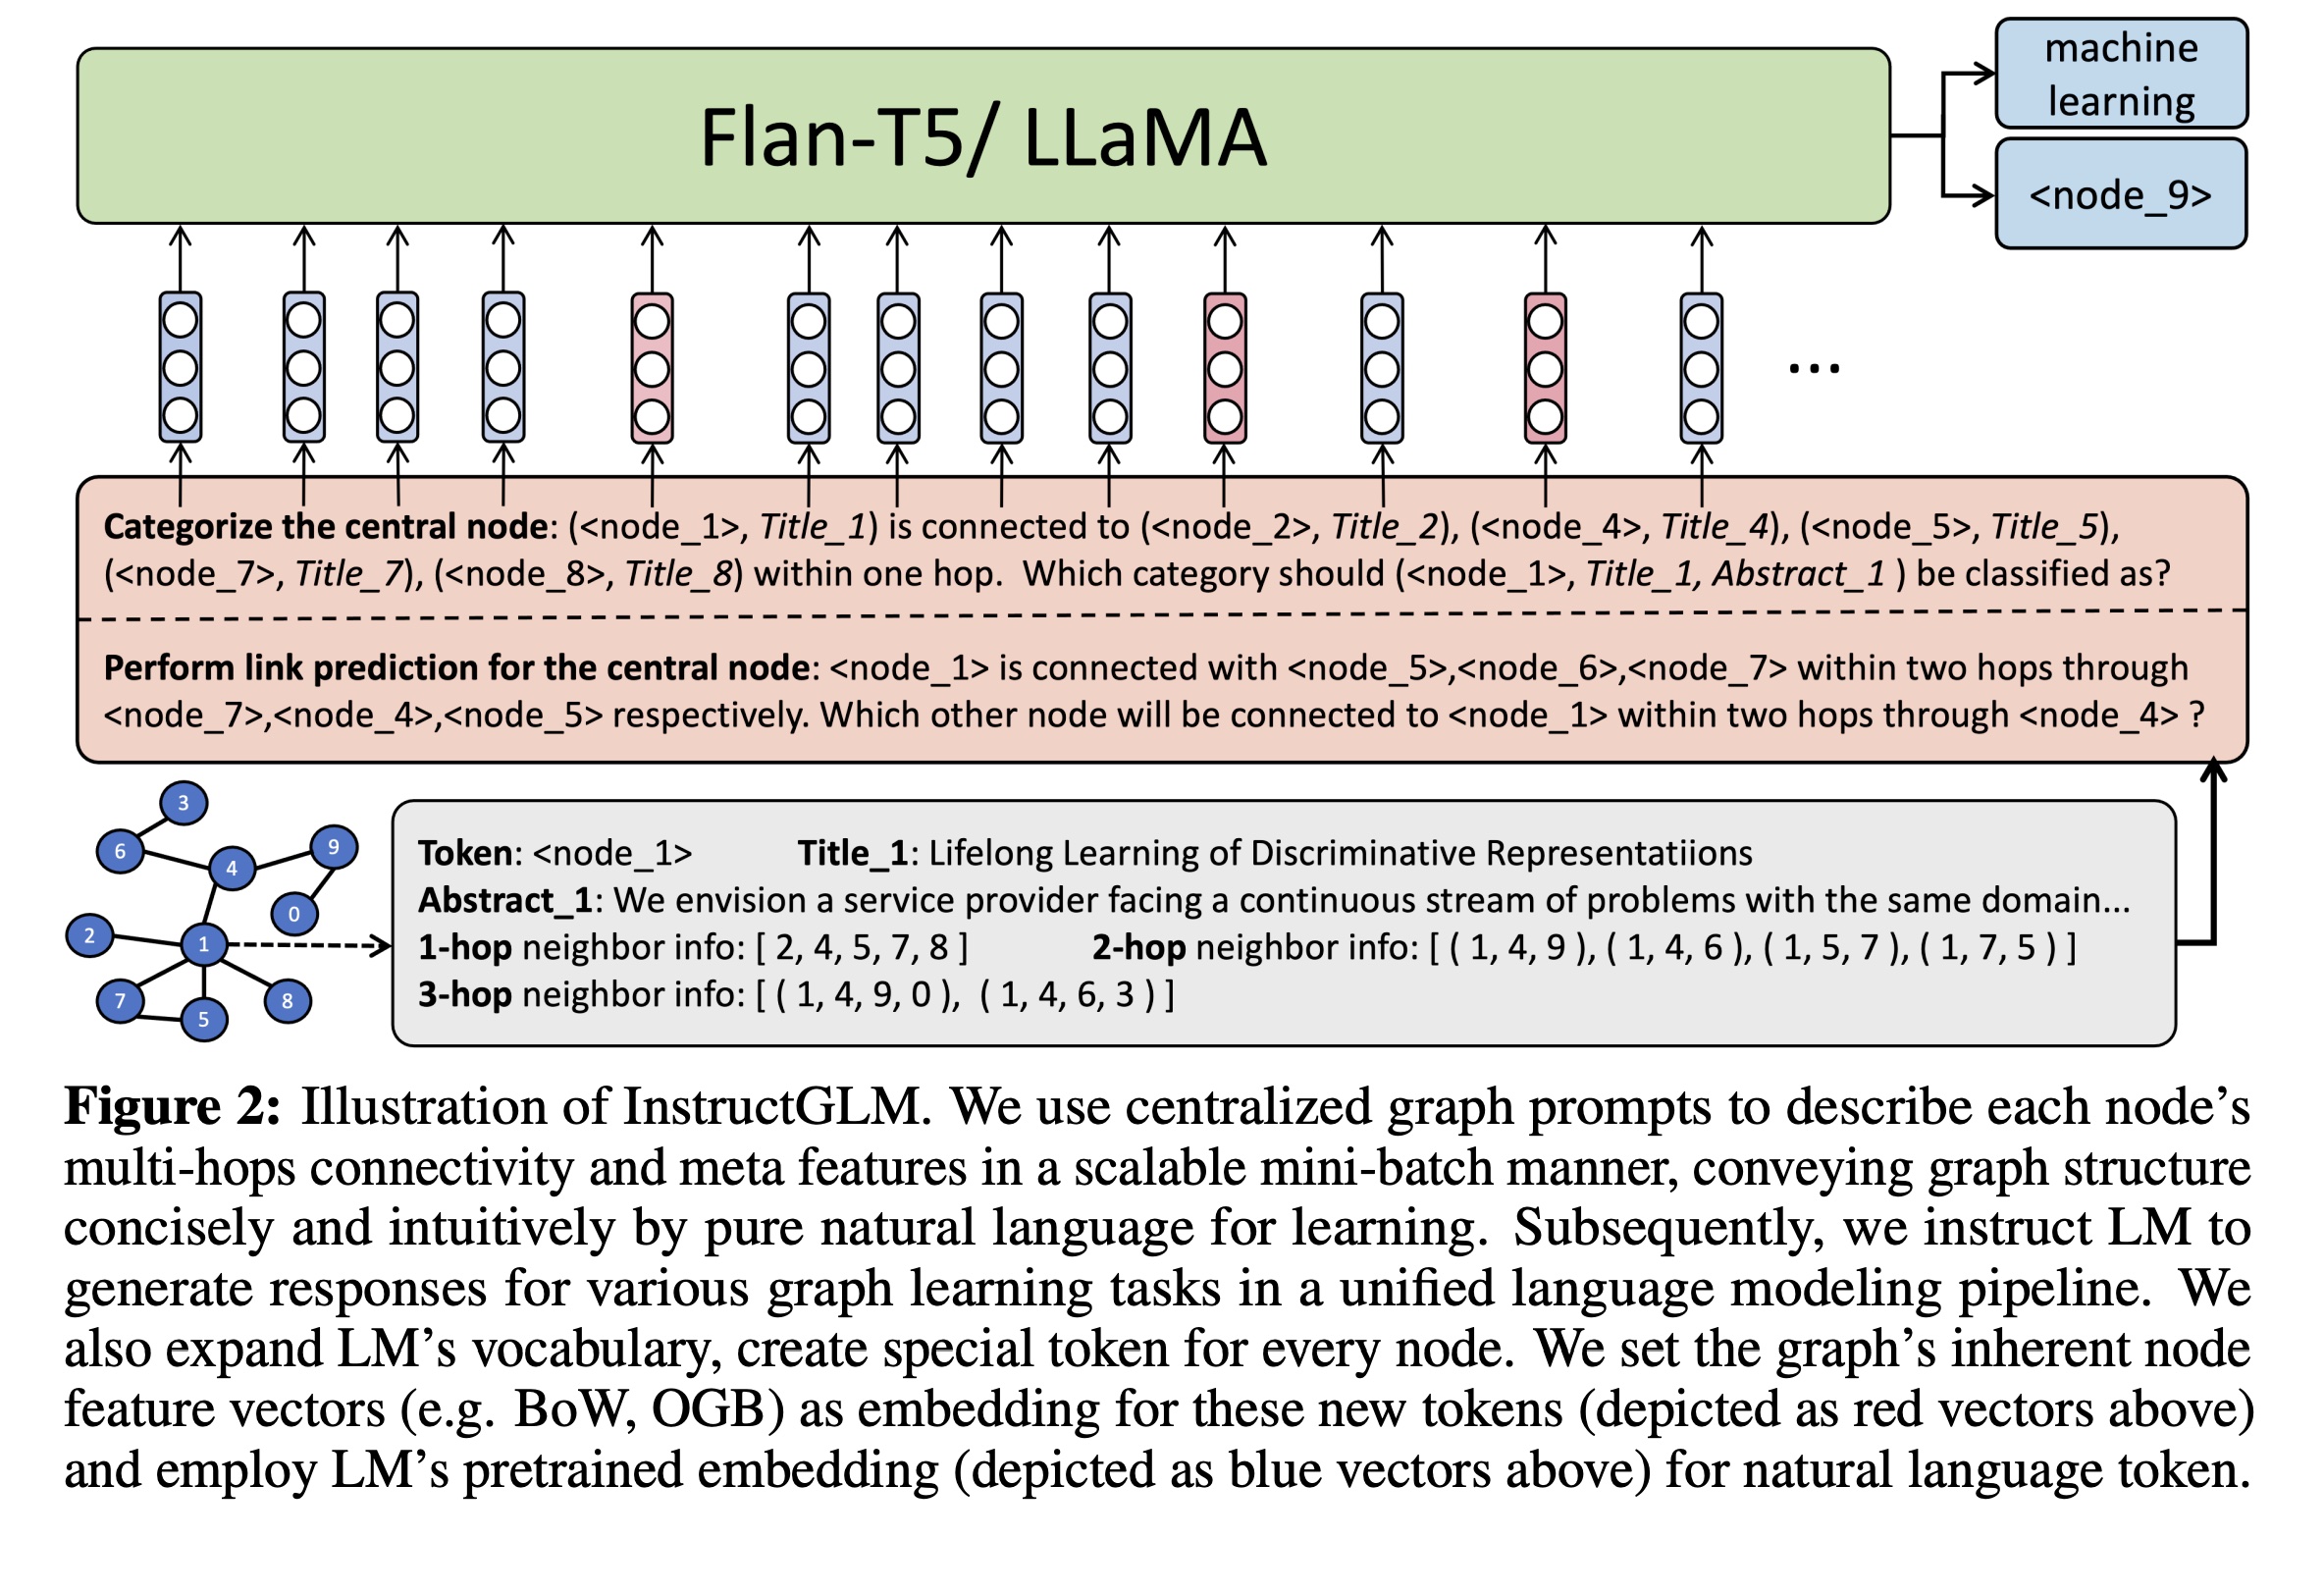 Flan-T5/ LLaMA
machine
learning
<node_9>
...
Categorize the central node: (<node_1>, Title_1) is connected to (<node_2>, Title_2), (<node_4>, Title_4), (<node_5>, Title_5),
(<node_7>, Title_7), (<node_8>, Title_8) within one hop. Which category should (<node_1>, Title_1, Abstract_1 ) be classified as?
Perform link prediction for the central node: <node_1> is connected with <node_5>,<node_6>,<node_7> within two hops through
<node_7>,<node_4>,<node_5> respectively. Which other node will be connected to <node_1> within two hops through <node_4> ?
3
6
4
9
0
2
1
7
5
8
Token: <node_1> Title_1: Lifelong Learning of Discriminative Representatiions
Abstract_1: We envision a service provider facing a continuous stream of problems with the same domain...
1-hop neighbor info: [ 2, 4, 5, 7, 8 ] 2-hop neighbor info: [ ( 1, 4, 9 ), ( 1, 4, 6 ), ( 1, 5, 7 ), ( 1, 7, 5 ) ]
3-hop neighbor info: [ ( 1, 4, 9, 0 ), ( 1, 4, 6, 3 ) ]
Figure 2: Illustration of InstructGLM. We use centralized graph prompts to describe each node's
multi-hops connectivity and meta features in a scalable mini-batch manner, conveying graph structure
concisely and intuitively by pure natural language for learning. Subsequently, we instruct LM to
generate responses for various graph learning tasks in a unified language modeling pipeline. We
also expand LM's vocabulary, create special token for every node. We set the graph's inherent node
feature vectors (e.g. BoW, OGB) as embedding for these new tokens (depicted as red vectors above)
and employ LM's pretrained embedding (depicted as blue vectors above) for natural language token.